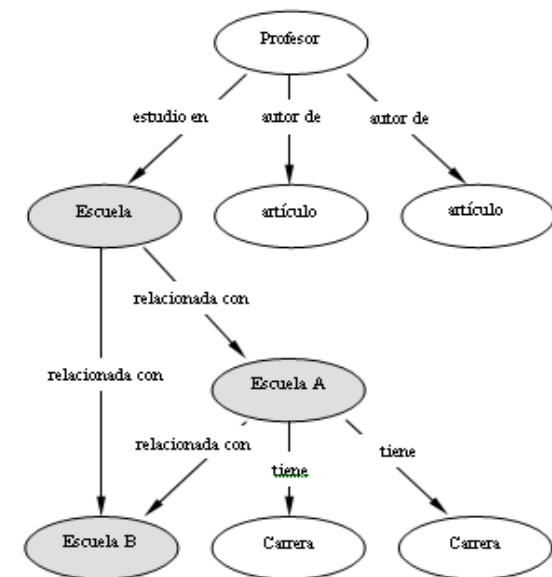 Profesor
estudio en
autor de
autor de
Escuela
artículo
artículo
relacionada con
relacionada con
Escuela A
relacionada con
tiene
tiene
Escuela B
Carrera
Carrera